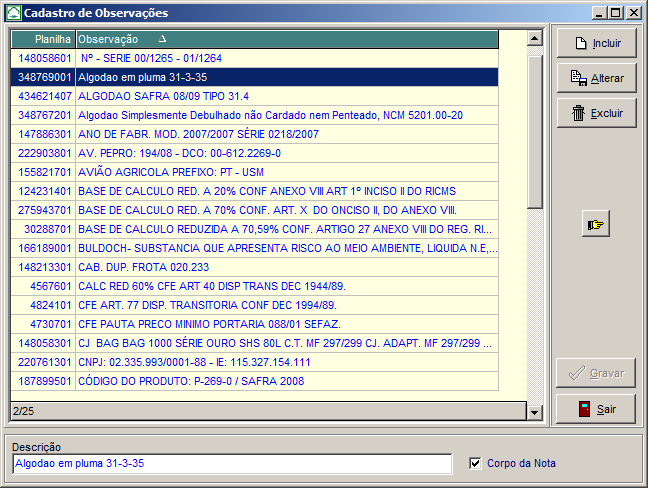 Cadastro de Observações
Planilha Observação
148058601 Nº - SERIE 00/1265 - 01/1264
348769001 Algodao em pluma 31-3-35
434621407 ALGODAO SAFRA 08/09 TIPO 31.4
348767201 Algodao Simplesmente Debulhado não Cardado nem Penteado, NCM 5201.00-20
147886301 ANO DE FABR. MOD. 2007/2007 SÉRIE 0218/2007
222903801 AV. PEPRO: 194/08 - DCO: 00-612.2269-0
155821701 AVIÃO AGRICOLA PREFIXO: PT - USM
124231401 BASE DE CALCULO RED. A 20% CONF ANEXO VIII ART 1º INCISO II DO RICMS
275943701 BASE DE CALCULO RED. A 70% CONF. ART. X DO ONCISO II, DO ANEXO VIII.
30288701 BASE DE CALCULO REDUZIDA A 70,59% CONF. ARTIGO 27 ANEXO VIII DO REG. RI...
166189001 BULDOCH- SUBSTANCIA QUE APRESENTA RISCO AO MEIO AMBIENTE, LIQUIDA N.E,...
148213301 CAB. DUP. FROTA 020.233
4567601 CALC RED 60% CFE ART 40 DISP TRANS DEC 1944/89.
4824101 CFE ART. 77 DISP. TRANSITORIA CONF DEC 1994/89.
4730701 CFE PAUTA PRECO MINIMO PORTARIA 088/01 SEFAZ.
148058301 CJ BAG BAG 1000 SÉRIE OURO SHS 80L C.T. MF 297/299 CJ. ADAPT. MF 297/299 ...
220761301 CNPJ: 02.335.993/0001-88 - IE: 115.327.154.111
187899501 CÓDIGO DO PRODUTO: P-269-0 / SAFRA 2008
2/25
Incluir
Alterar
Excluir
Gravar
Sair
Descrição
Algodao em pluma 31-3-35
Corpo da Nota